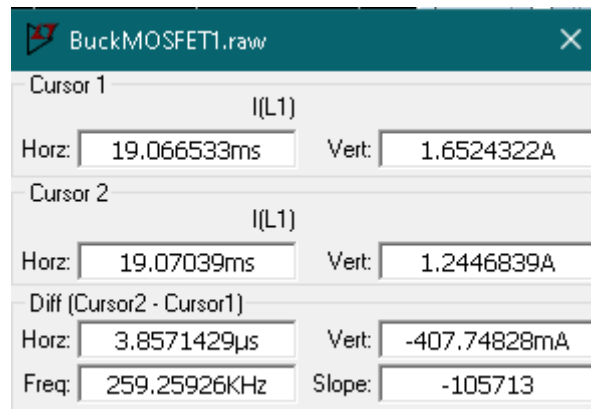 BuckMOSFET1.raw
Cursor 1
I(L1)
Horz: 19.066533ms Vert: 1.6524322A
Cursor 2
I(L1)
Horz: 19.07039ms Vert: 1.2446839A
Diff (Cursor2 - Cursor1)
Horz: 3.8571429µs Vert: -407.74828mA
Freq: 259.25926KHz Slope: -105713